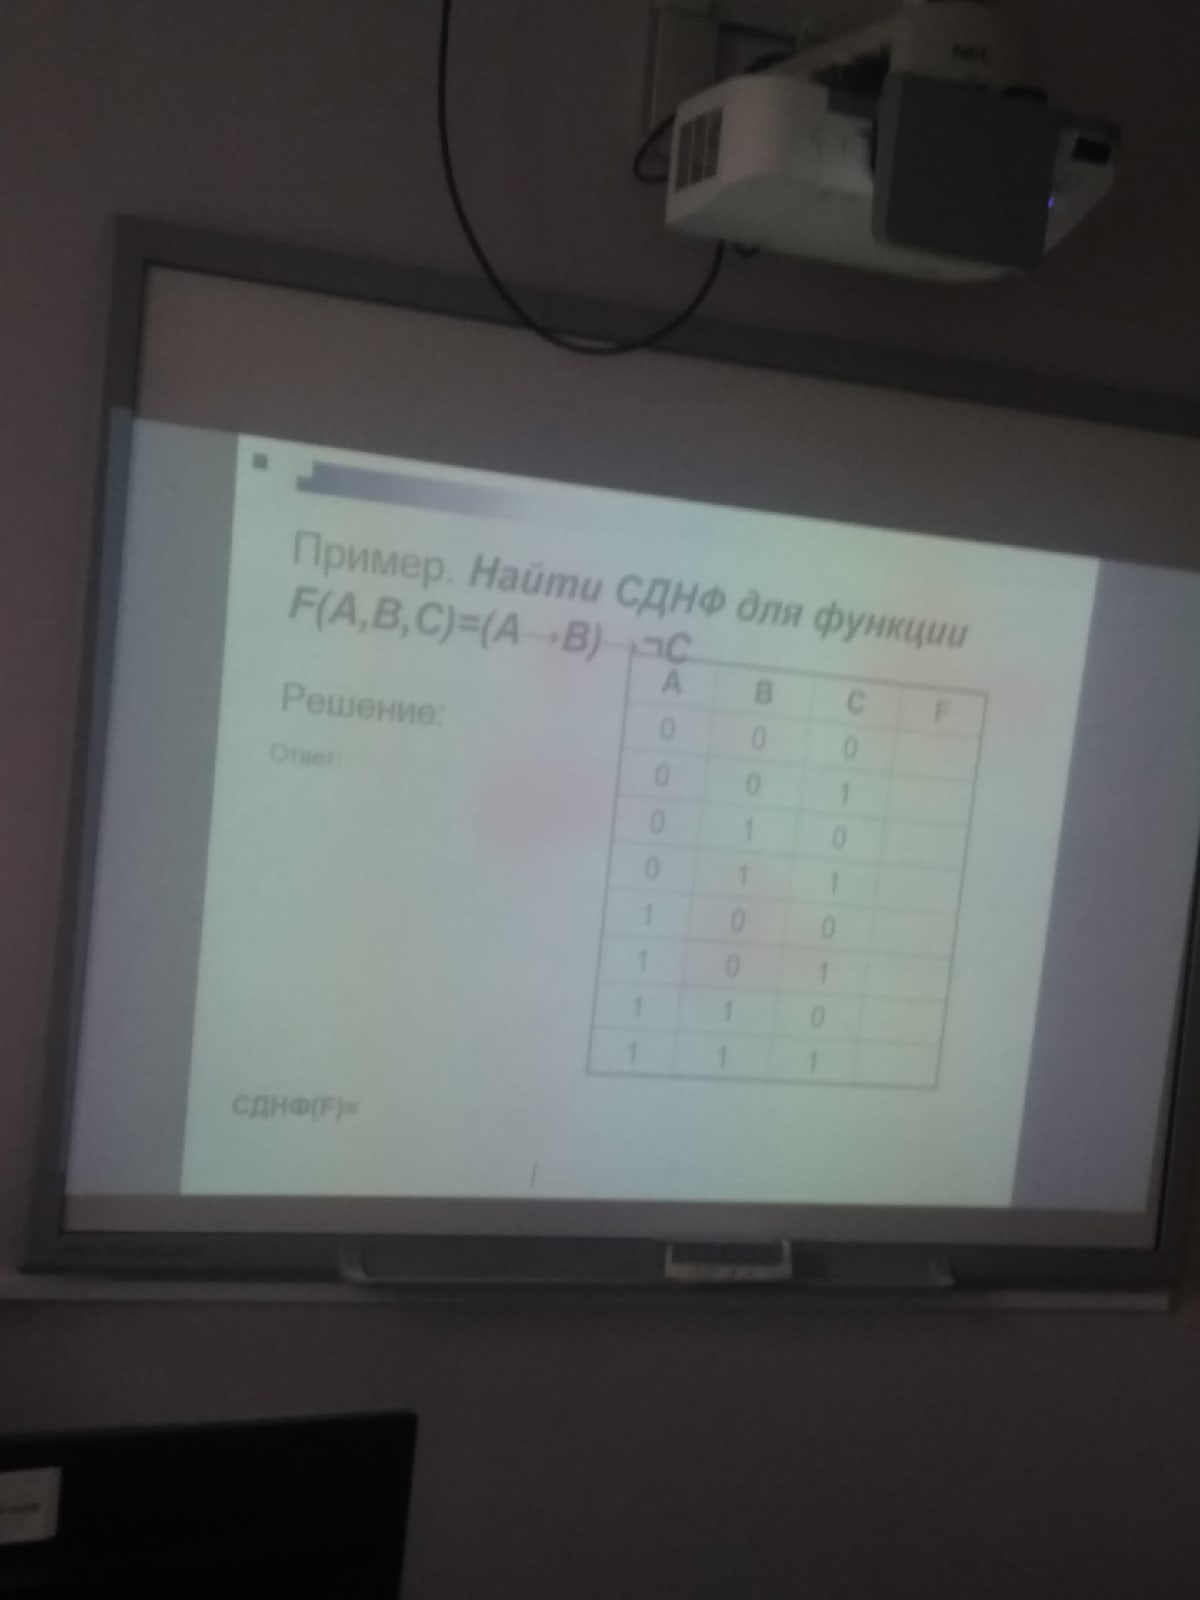 Пример. Найти СДНФ для функции
F(A,B,C)=(A→B)→¬C
Решение:
Ответ:
A B C F
0 0 0
0 0 1
0 1 0
0 1 1
1 0 0
1 0 1
1 1 0
1 1 1
СДНФ(F)=